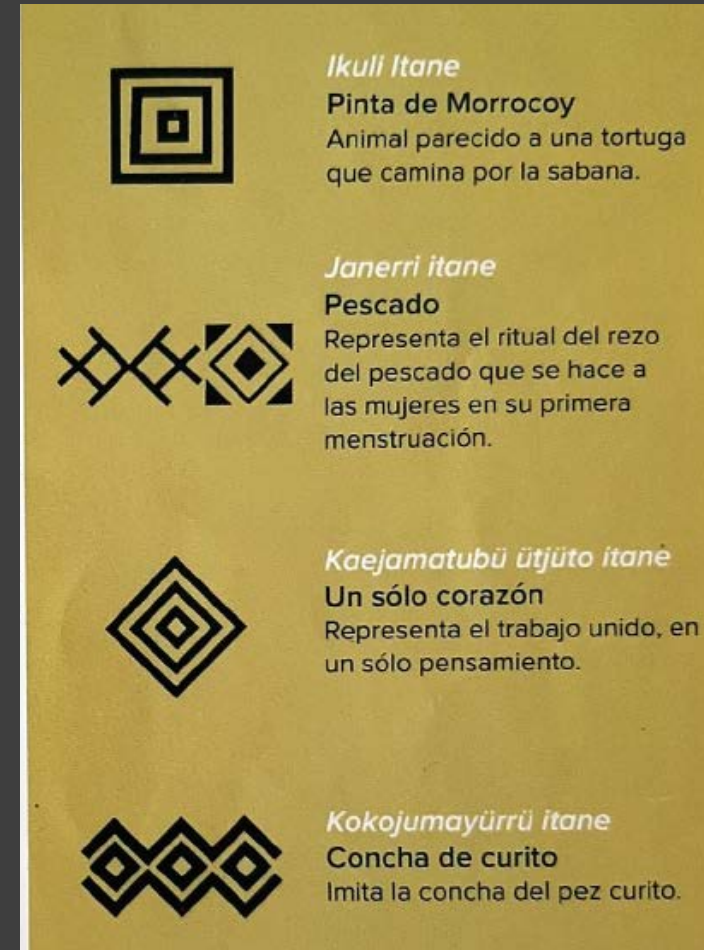 Ikuli Itane
Pinta de Morrocoy
Animal parecido a una tortuga
que camina por la sabana.
Janerri itane
Pescado
Representa el ritual del rezo
del pescado que se hace a
las mujeres en su primera
menstruación.
Kaejamatubü ütjüto itane
Un sólo corazón
Representa el trabajo unido, en
un sólo pensamiento.
Kokojumayürrü itane
Concha de curito
Imita la concha del pez curito.